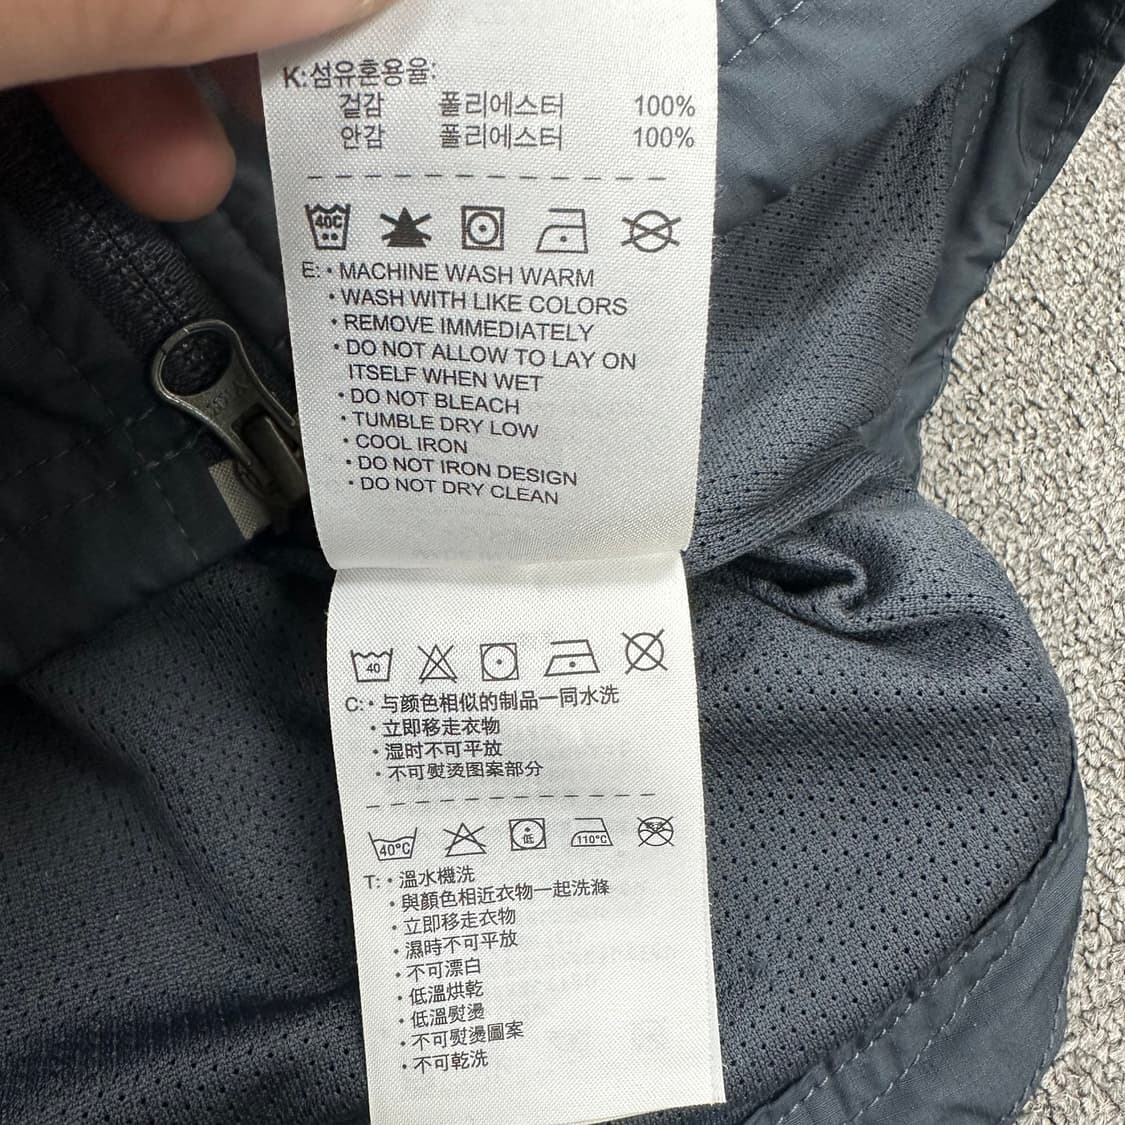 K:섬유혼용율:
겉감 폴리에스터 100%
안감 폴리에스터 100%
40C
E: • MACHINE WASH WARM
• WASH WITH LIKE COLORS
• REMOVE IMMEDIATELY
• DO NOT ALLOW TO LAY ON
ITSELF WHEN WET
• DO NOT BLEACH
• TUMBLE DRY LOW
• COOL IRON
• DO NOT IRON DESIGN
• DO NOT DRY CLEAN
40
C: • 与颜色相似的制品一同水洗
• 立即移走衣物
• 湿时不可平放
• 不可熨烫图案部分
40°C 低 110°C
T: • 溫水機洗
• 與顏色相近衣物一起洗滌
• 立即移走衣物
• 濕時不可平放
• 不可漂白
• 低溫烘乾
• 低溫熨燙
• 不可熨燙圖案
• 不可乾洗